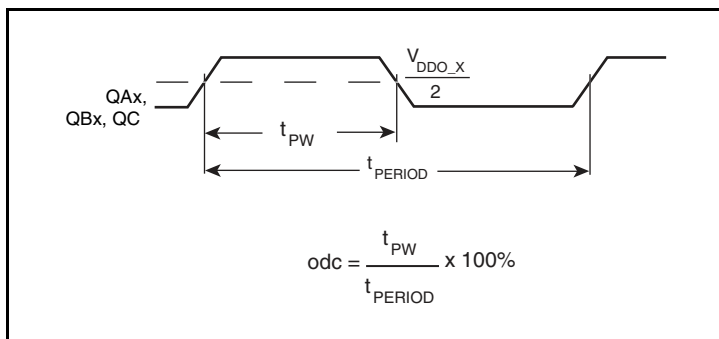 V_DDO_X
2
QAx,
QBx, QC
t_PW
t_PERIOD
odc = t_PW / t_PERIOD x 100%